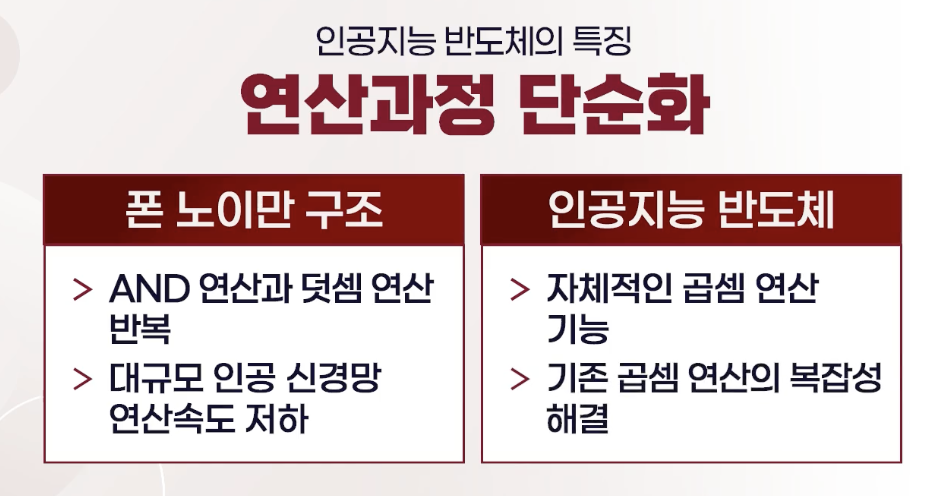 인공지능 반도체의 특징
연산과정 단순화
폰 노이만 구조
> AND 연산과 덧셈 연산
반복
> 대규모 인공 신경망
연산속도 저하
인공지능 반도체
> 자체적인 곱셈 연산
기능
> 기존 곱셈 연산의 복잡성
해결